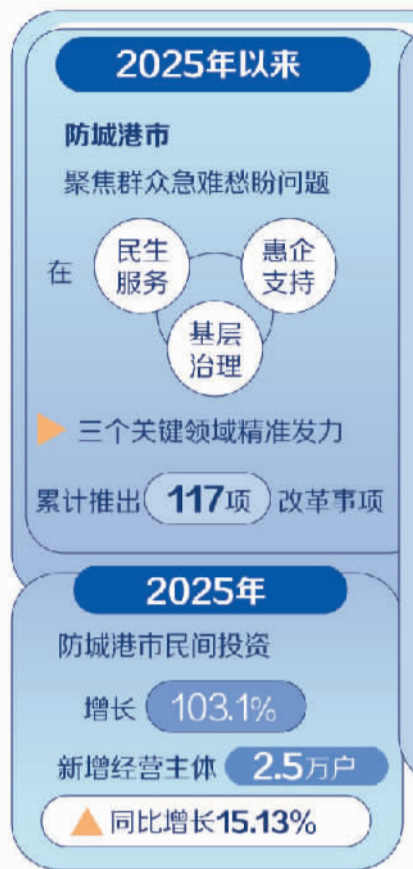 2025年以来
防城港市
聚焦群众急难愁盼问题
在
民生
服务
惠企
支持
基层
治理
三个关键领域精准发力
累计推出117项改革事项
2025年
防城港市民间投资
增长 103.1%
新增经营主体 2.5万户
同比增长15.13%